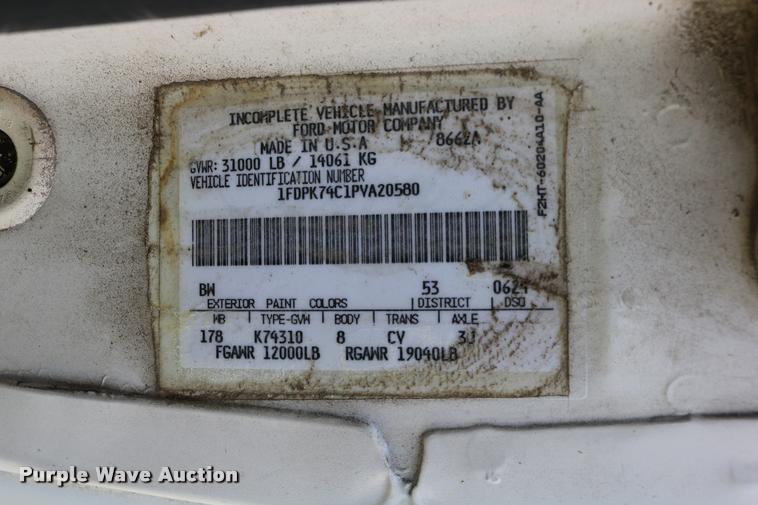 INCOMPLETE VEHICLE MANUFACTURED BY
FORD MOTOR COMPANY
MADE IN U.S.A 8662A
GVWR: 31000 LB / 14061 KG
VEHICLE IDENTIFICATION NUMBER
1FDPK74C1PVA20580
F2HT-60204A10-AA
BW 53 0624
EXTERIOR PAINT COLORS | DISTRICT | DSO
WB | TYPE-GVW | BODY | TRANS | AXLE
178 K74310 8 CV 3J
FGAWR 12000LB RGAWR 19040LB
Purple Wave Auction